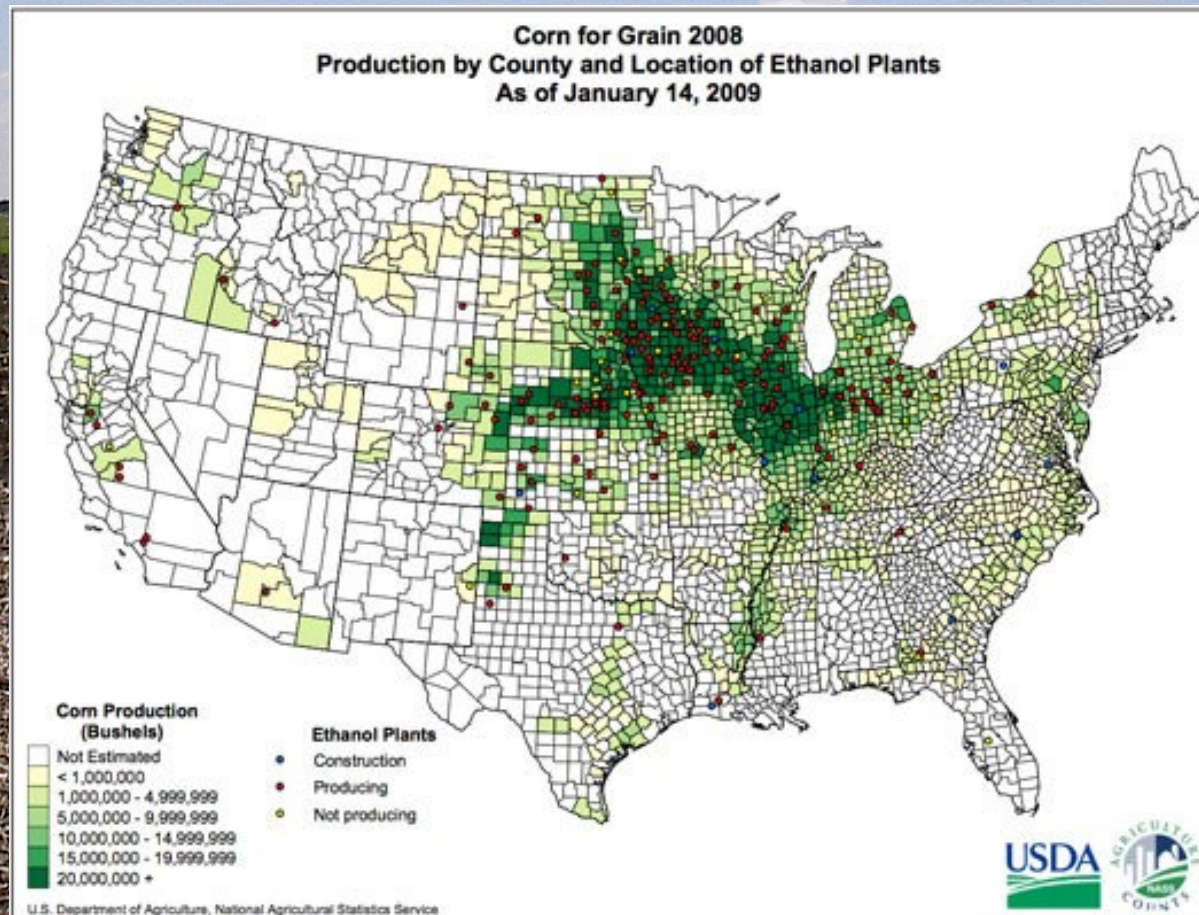 Corn for Grain 2008
Production by County and Location of Ethanol Plants
As of January 14, 2009
Corn Production
(Bushels)
Not Estimated
< 1,000,000
1,000,000 - 4,999,999
5,000,000 - 9,999,999
10,000,000 - 14,999,999
15,000,000 - 19,999,999
20,000,000 +
Ethanol Plants
Construction
Producing
Not producing
USDA
AGRICULTURE
NASS
COUNTS
U.S. Department of Agriculture, National Agricultural Statistics Service